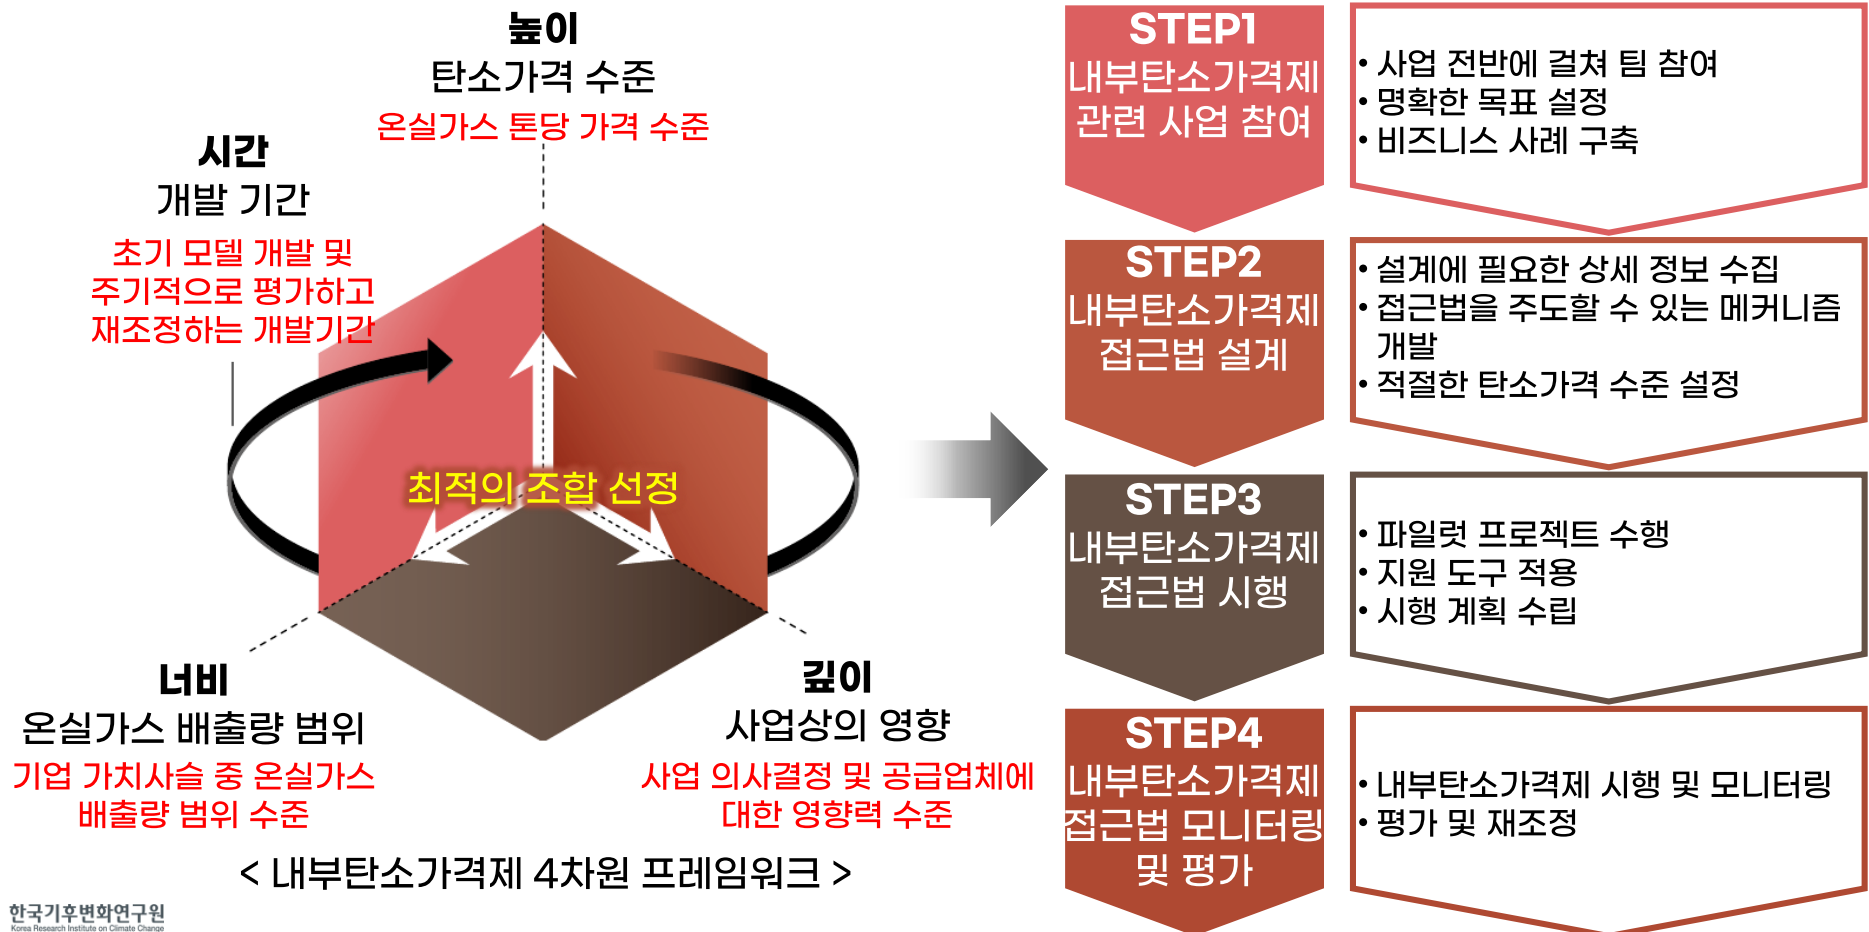 높이
탄소가격 수준
온실가스 톤당 가격 수준
시간
개발 기간
초기 모델 개발 및
주기적으로 평가하고
재조정하는 개발기간
최적의 조합 선정
너비
온실가스 배출량 범위
기업 가치사슬 중 온실가스
배출량 범위 수준
깊이
사업상의 영향
사업 의사결정 및 공급업체에
대한 영향력 수준
< 내부탄소가격제 4차원 프레임워크 >
한국기후변화연구원
Korea Research Institute on Climate Change
STEP1
내부탄소가격제
관련 사업 참여
• 사업 전반에 걸쳐 팀 참여
• 명확한 목표 설정
• 비즈니스 사례 구축
STEP2
내부탄소가격제
접근법 설계
• 설계에 필요한 상세 정보 수집
• 접근법을 주도할 수 있는 메커니즘
개발
• 적절한 탄소가격 수준 설정
STEP3
내부탄소가격제
접근법 시행
• 파일럿 프로젝트 수행
• 지원 도구 적용
• 시행 계획 수립
STEP4
내부탄소가격제
접근법 모니터링
및 평가
• 내부탄소가격제 시행 및 모니터링
• 평가 및 재조정